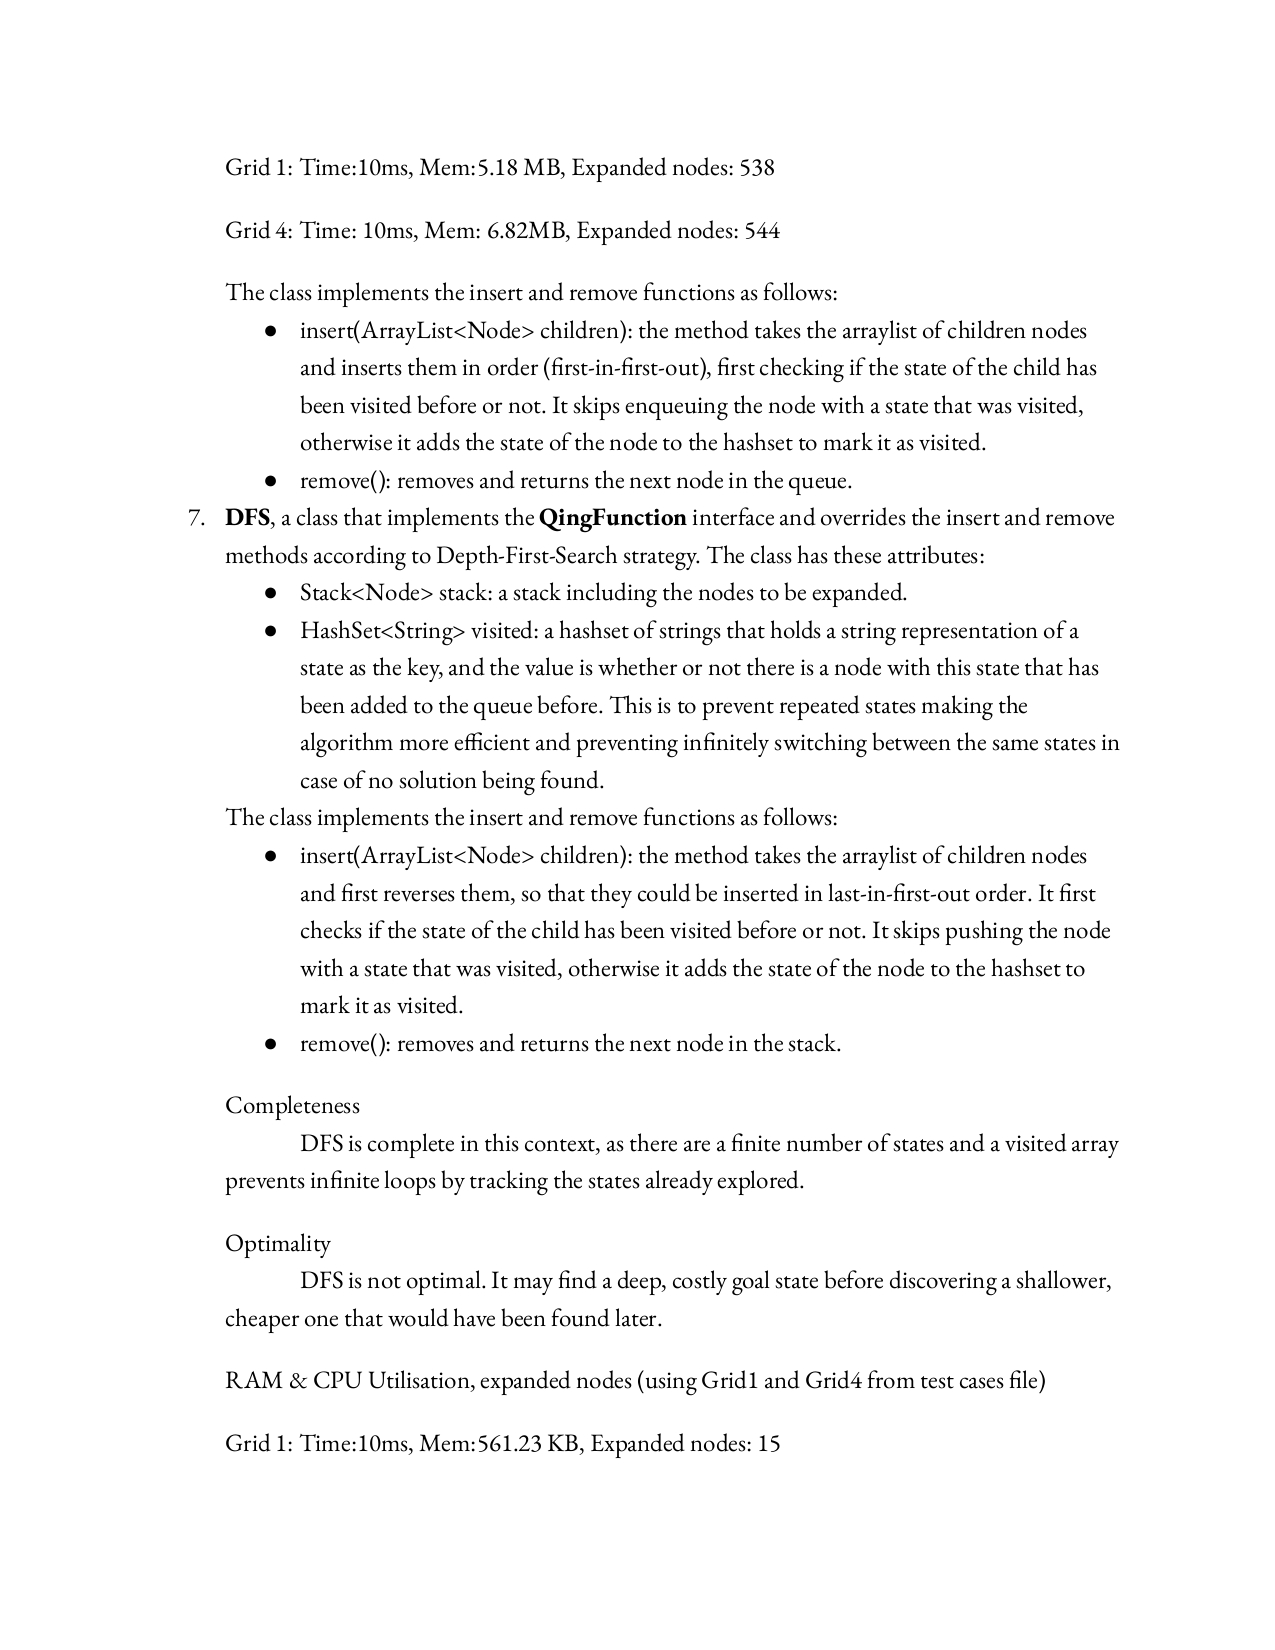 Grid 1: Time:10ms, Mem:5.18 MB, Expanded nodes: 538
Grid 4: Time: 10ms, Mem: 6.82MB, Expanded nodes: 544
The class implements the insert and remove functions as follows:
● insert(ArrayList<Node> children): the method takes the arraylist of children nodes
and inserts them in order (first-in-first-out), first checking if the state of the child has
been visited before or not. It skips enqueuing the node with a state that was visited,
otherwise it adds the state of the node to the hashset to mark it as visited.
● remove(): removes and returns the next node in the queue.
7. DFS, a class that implements the QingFunction interface and overrides the insert and remove
methods according to Depth-First-Search strategy. The class has these attributes:
● Stack<Node> stack: a stack including the nodes to be expanded.
● HashSet<String> visited: a hashset of strings that holds a string representation of a
state as the key, and the value is whether or not there is a node with this state that has
been added to the queue before. This is to prevent repeated states making the
algorithm more efficient and preventing infinitely switching between the same states in
case of no solution being found.
The class implements the insert and remove functions as follows:
● insert(ArrayList<Node> children): the method takes the arraylist of children nodes
and first reverses them, so that they could be inserted in last-in-first-out order. It first
checks if the state of the child has been visited before or not. It skips pushing the node
with a state that was visited, otherwise it adds the state of the node to the hashset to
mark it as visited.
● remove(): removes and returns the next node in the stack.
Completeness
DFS is complete in this context, as there are a finite number of states and a visited array
prevents infinite loops by tracking the states already explored.
Optimality
DFS is not optimal. It may find a deep, costly goal state before discovering a shallower,
cheaper one that would have been found later.
RAM & CPU Utilisation, expanded nodes (using Grid1 and Grid4 from test cases file)
Grid 1: Time:10ms, Mem:561.23 KB, Expanded nodes: 15